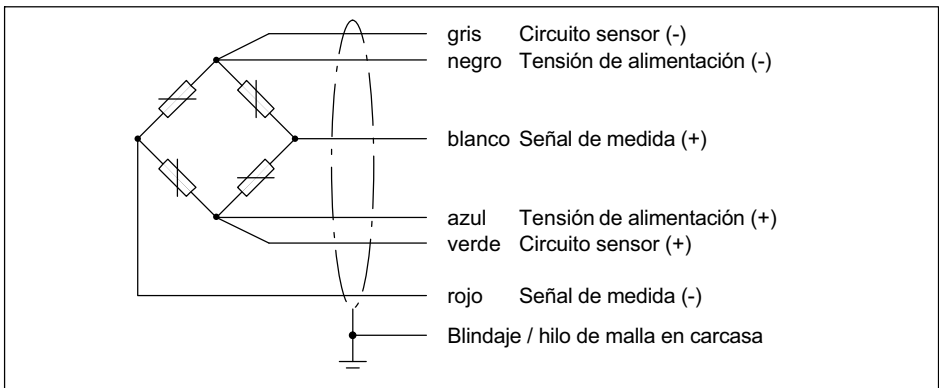 gris Circuito sensor (-)
negro Tensión de alimentación (-)
blanco Señal de medida (+)
azul Tensión de alimentación (+)
verde Circuito sensor (+)
rojo Señal de medida (-)
Blindaje / hilo de malla en carcasa